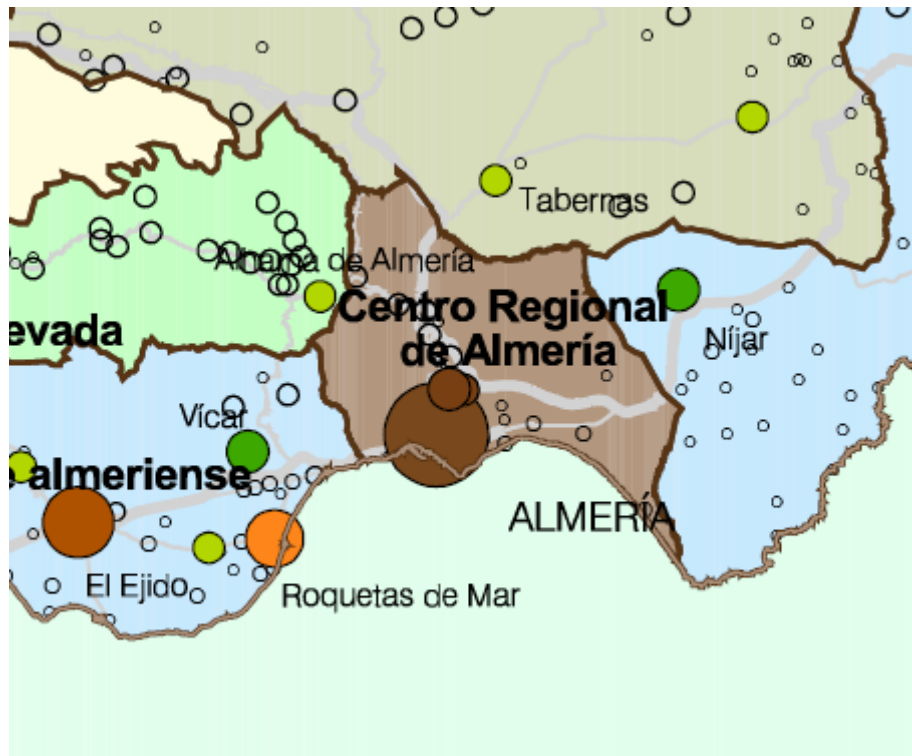 Tabernas
Alhama de Almería
Centro Regional
de Almería
evada
Níjar
Vícar
almeriense
ALMERÍA
El Ejido
Roquetas de Mar